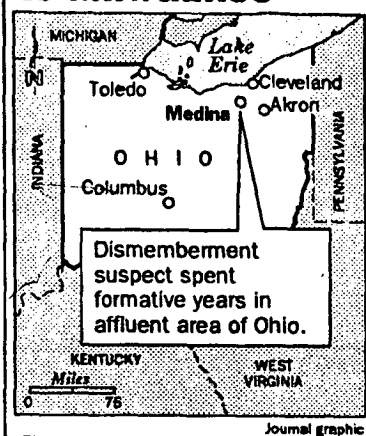 MICHIGAN
Lake
Erie
Toledo
Cleveland
Medina
Akron
INDIANA
OHIO
PENNSYLVANIA
Columbus
Dismemberment
suspect spent
formative years in
affluent area of Ohio.
KENTUCKY
WEST
VIRGINIA
Miles
0 75
Journal graphic